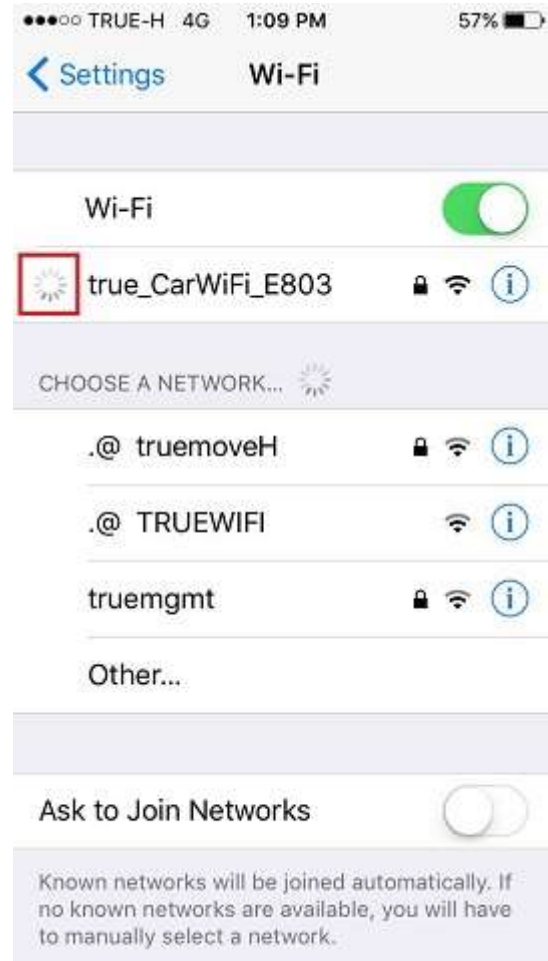 TRUE-H 4G 1:09 PM 57%
Settings Wi-Fi
Wi-Fi
true_CarWiFi_E803
CHOOSE A NETWORK...
.@ truemoveH
.@ TRUEWIFI
truemgmt
Other...
Ask to Join Networks
Known networks will be joined automatically. If
no known networks are available, you will have
to manually select a network.